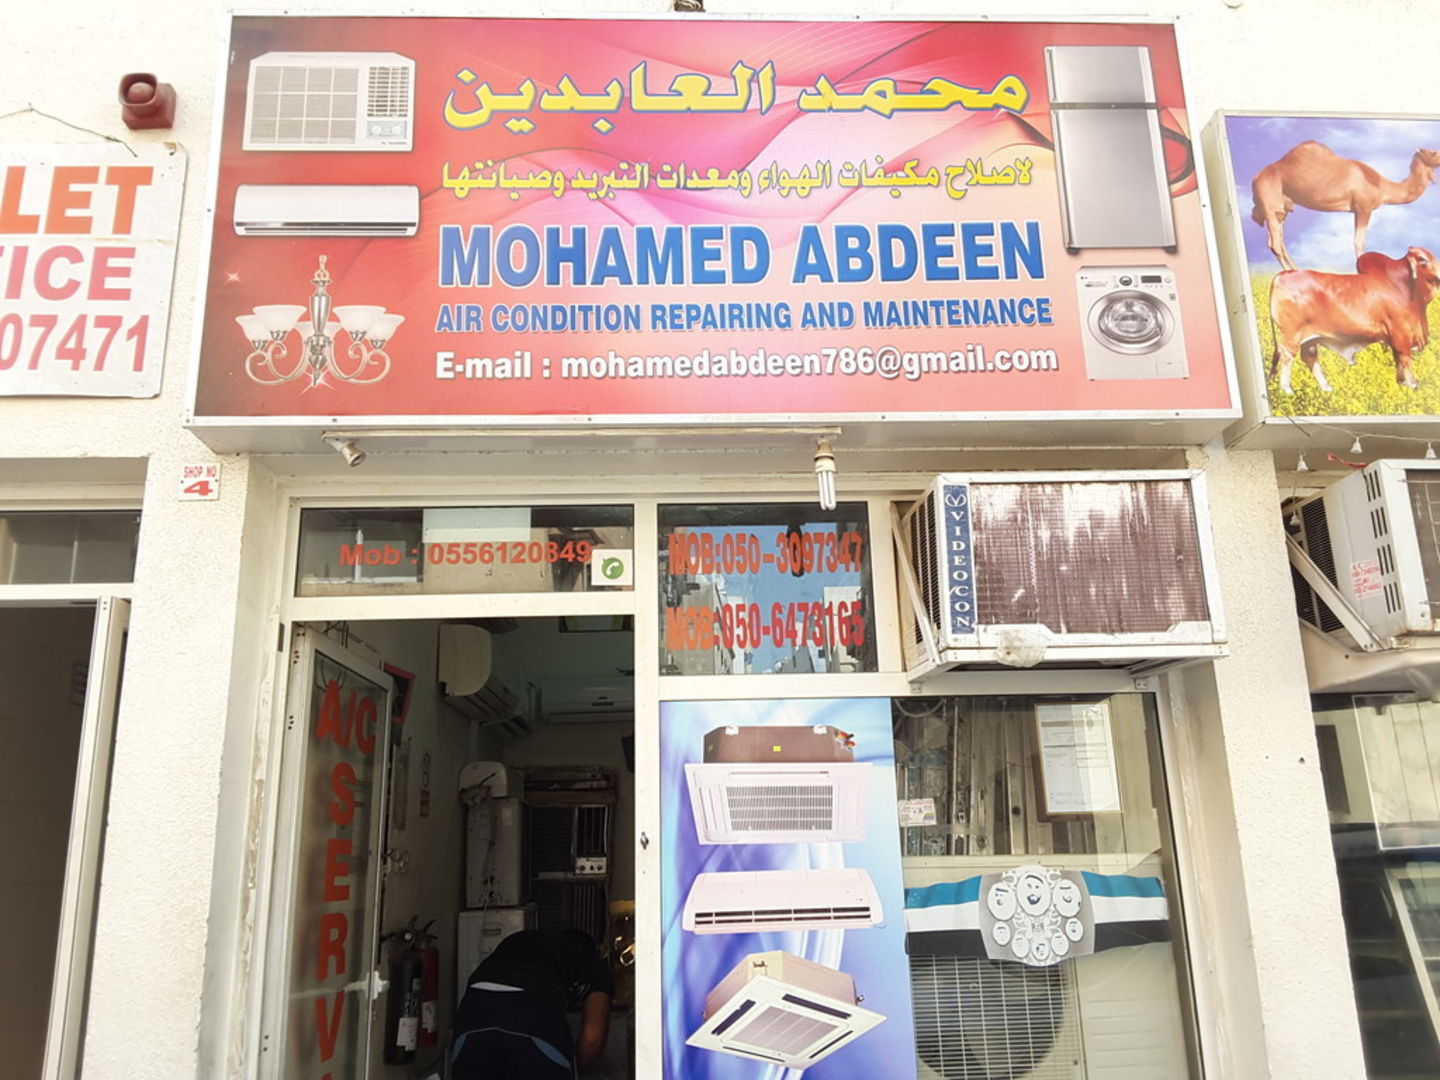 محمد العابدين
لاصلاح مكيفات الهواء ومعدات التبريد وصيانتها
MOHAMED ABDEEN
AIR CONDITION REPAIRING AND MAINTENANCE
E-mail : mohamedabdeen786@gmail.com
LET
ICE
07471
SHOP NO
4
Mob : 0556120849
MOB:050-3097347
MOB:050-6473165
VIDEOCON
A/C
SERV